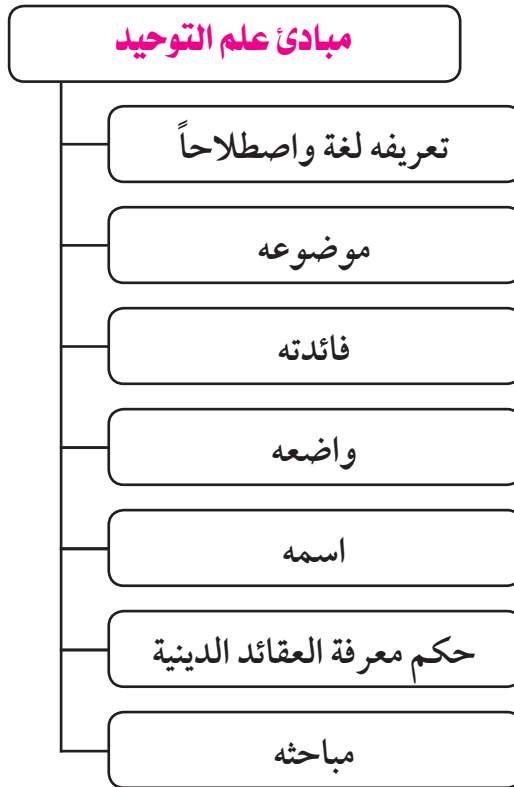 مبادئ علم التوحيد
تعريفه لغة واصطلاحاً
موضوعه
فائدته
واضعه
اسمه
حكم معرفة العقائد الدينية
مباحثه